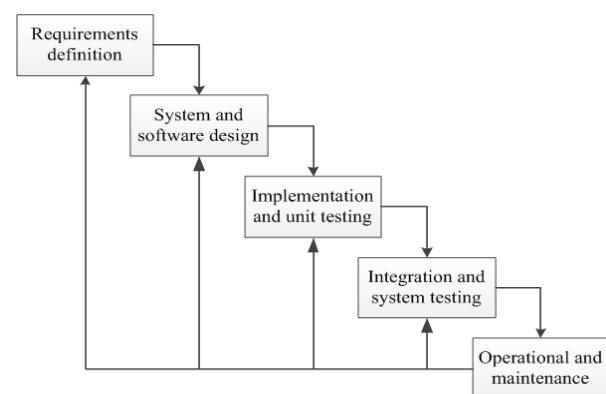 Requirements
definition
System and
software design
Implementation
and unit testing
Integration and
system testing
Operational and
maintenance